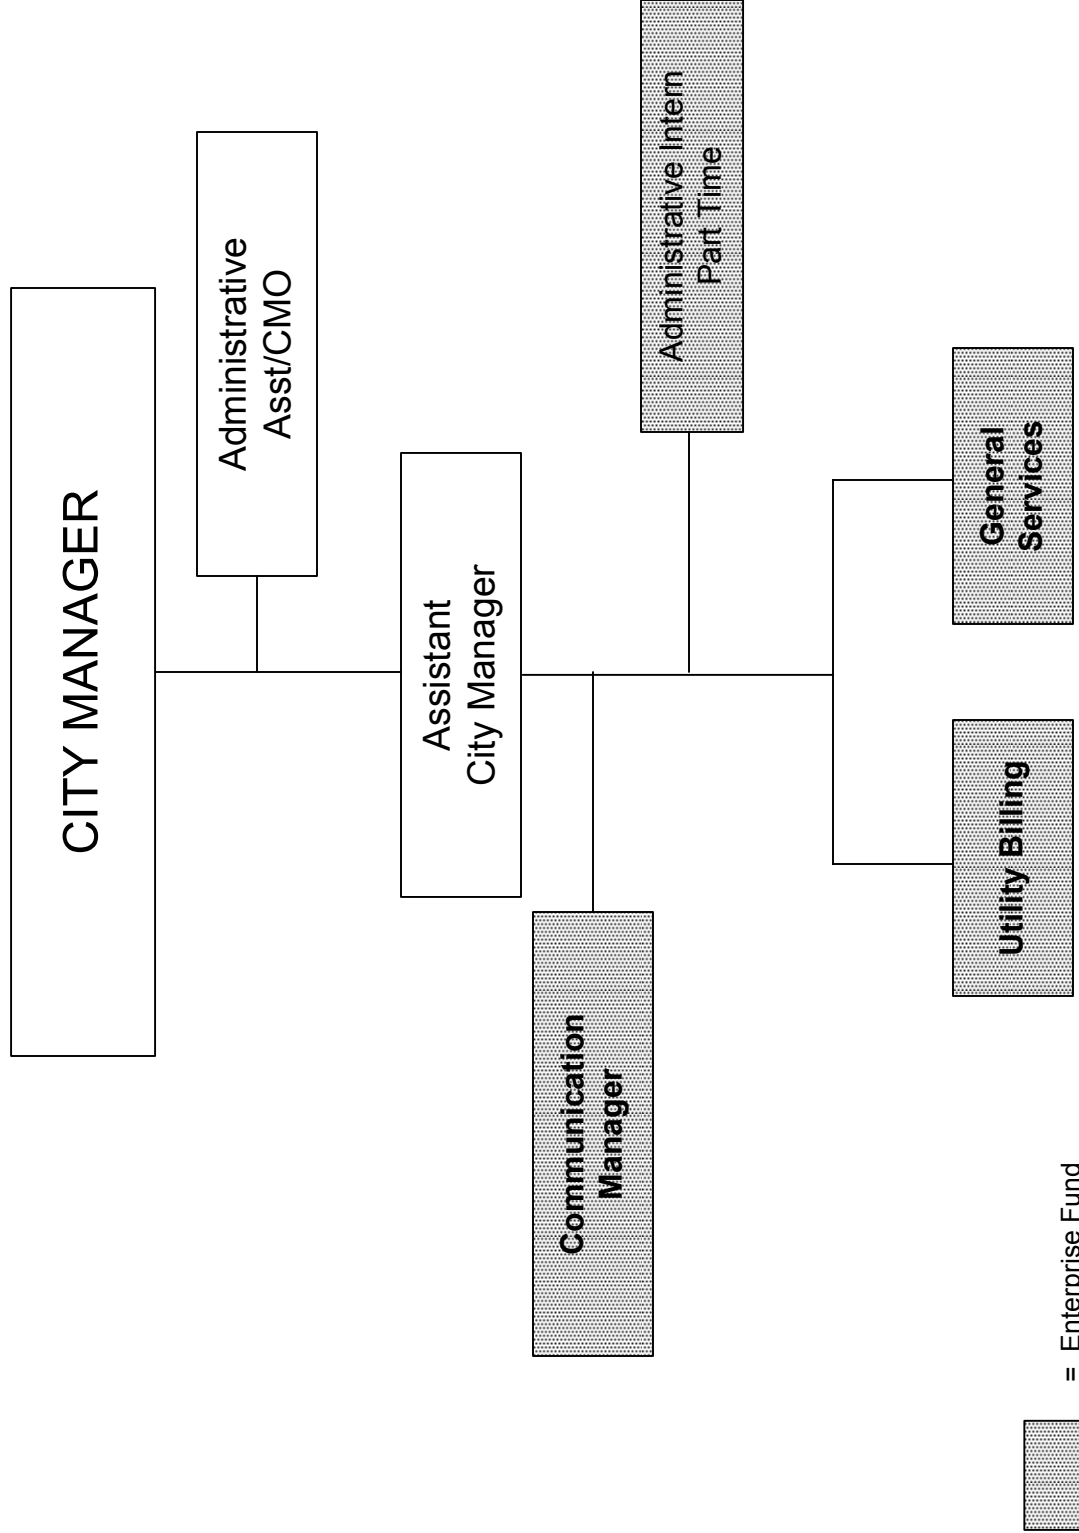 CITY MANAGER
Administrative
Asst/CMO
Assistant
City Manager
Communication
Manager
Administrative Intern
Part Time
Utility Billing
General
Services
= Enterprise Fund